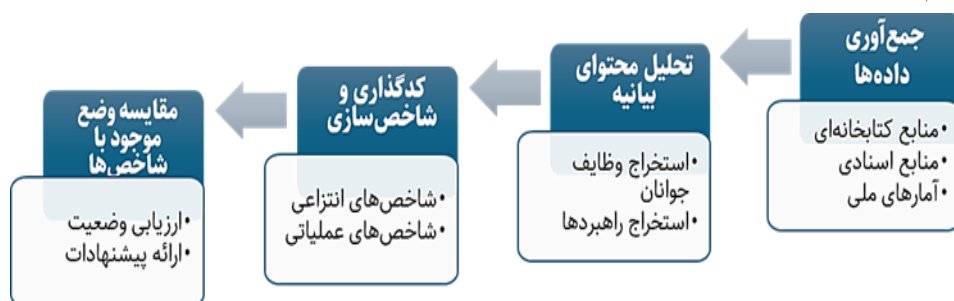 جمع‌آوری
داده‌ها
•منابع کتابخانه‌ای
•منابع اسنادی
•آمارهای ملی
تحلیل محتوای
بیانیه
•استخراج وظایف
جوانان
•استخراج راهبردها
کدگذاری و
شاخص‌سازی
•شاخص‌های انتزاعی
•شاخص‌های عملیاتی
مقایسه وضع
موجود با
شاخص‌ها
•ارزیابی وضعیت
•ارائه پیشنهادات